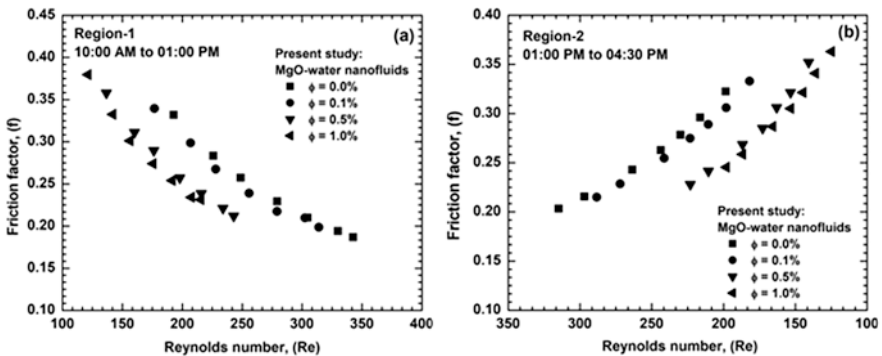 Region-1
10:00 AM to 01:00 PM
(a)
Present study:
MgO-water nanofluids
ϕ = 0.0%
ϕ = 0.1%
ϕ = 0.5%
ϕ = 1.0%
Friction factor, (f)
0.45
0.40
0.35
0.30
0.25
0.20
0.15
0.10
100 150 200 250 300 350 400
Reynolds number, (Re)
Region-2
01:00 PM to 04:30 PM
(b)
Present study:
MgO-water nanofluids
ϕ = 0.0%
ϕ = 0.1%
ϕ = 0.5%
ϕ = 1.0%
Friction factor, (f)
0.40
0.35
0.30
0.25
0.20
0.15
0.10
350 300 250 200 150 100
Reynolds number, (Re)